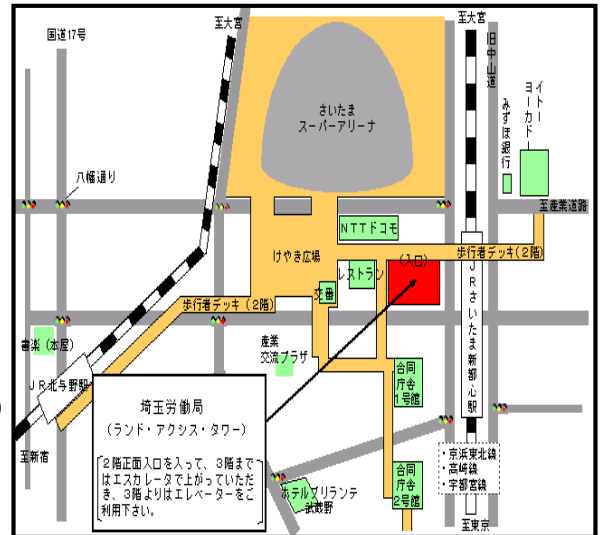 至大宮
国道17号
至大宮
旧中山道
イトーヨーカドー
みずほ銀行
さいたま
スーパーアリーナ
八幡通り
至産業道路
NTTドコモ
けやき広場
歩行者デッキ(2階)
(入口)
レストラン
交番
歩行者デッキ(2階)
JRさいたま新都心駅
書楽(本屋)
産業
交流プラザ
合同
庁舎
1号館
JR北与野駅
埼玉労働局
(ランド・アクシス・タワー)
2階正面入口を入って、3階まで
はエスカレータで上がっていただ
き、3階よりはエレベーターをご
利用下さい。
至新宿
・京浜東北線
・高崎線
・宇都宮線
合同
庁舎
2号館
ホテルブリランテ
武蔵野
至東京